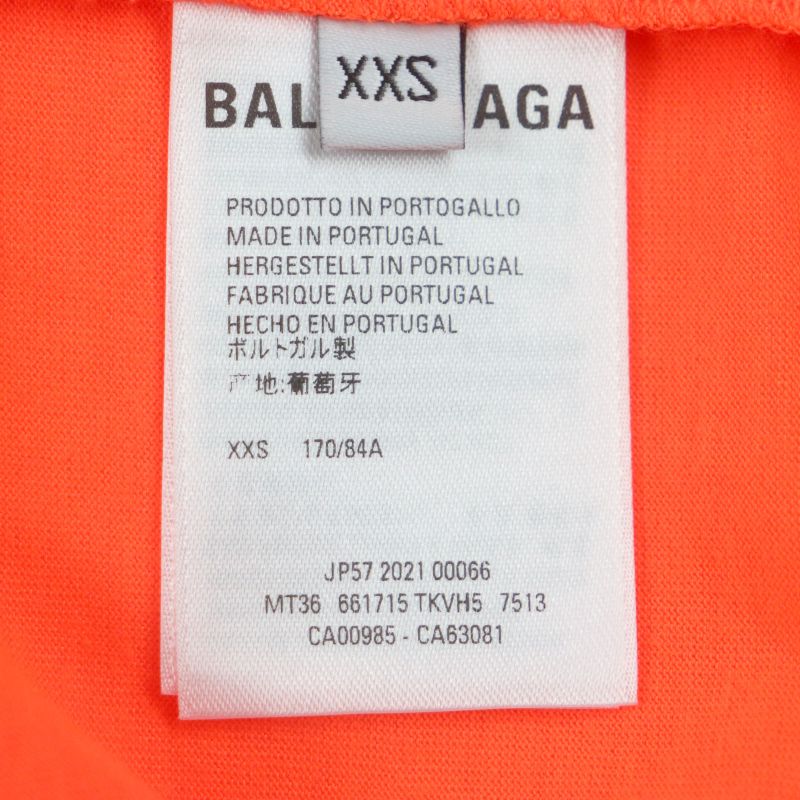 XXS
BAL AGA
PRODOTTO IN PORTOGALLO
MADE IN PORTUGAL
HERGESTELLT IN PORTUGAL
FABRIQUE AU PORTUGAL
HECHO EN PORTUGAL
ポルトガル製
产地:葡萄牙
XXS 170/84A
JP57 2021 00066
MT36 661715 TKVH5 7513
CA00985 - CA63081